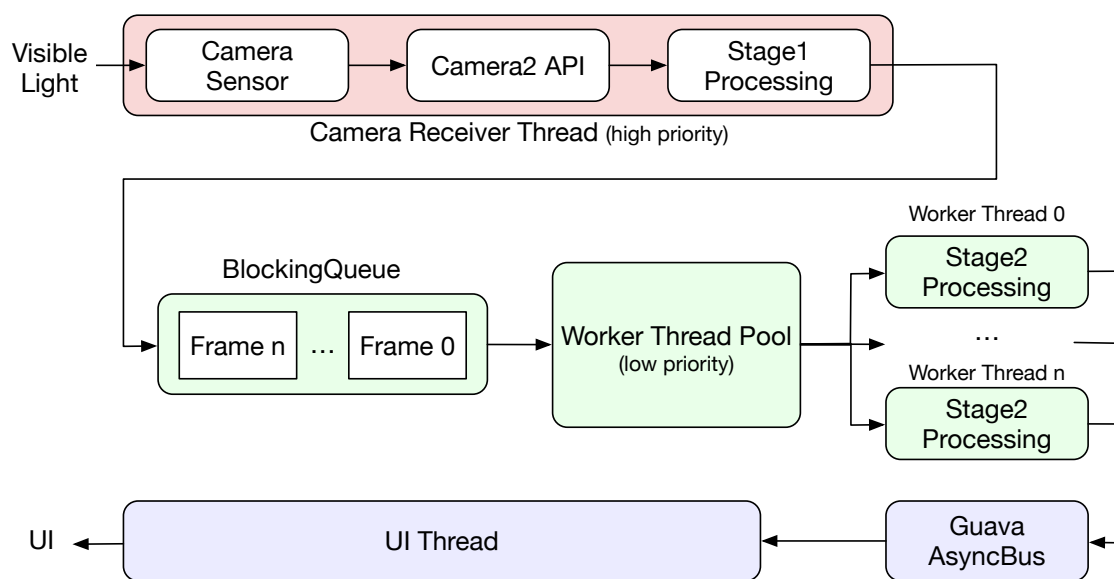 Visible
Light
Camera
Sensor
Camera2 API
Stage1
Processing
Camera Receiver Thread (high priority)
BlockingQueue
Frame n
...
Frame 0
Worker Thread Pool
(low priority)
Worker Thread 0
Stage2
Processing
...
Worker Thread n
Stage2
Processing
UI
UI Thread
Guava
AsyncBus